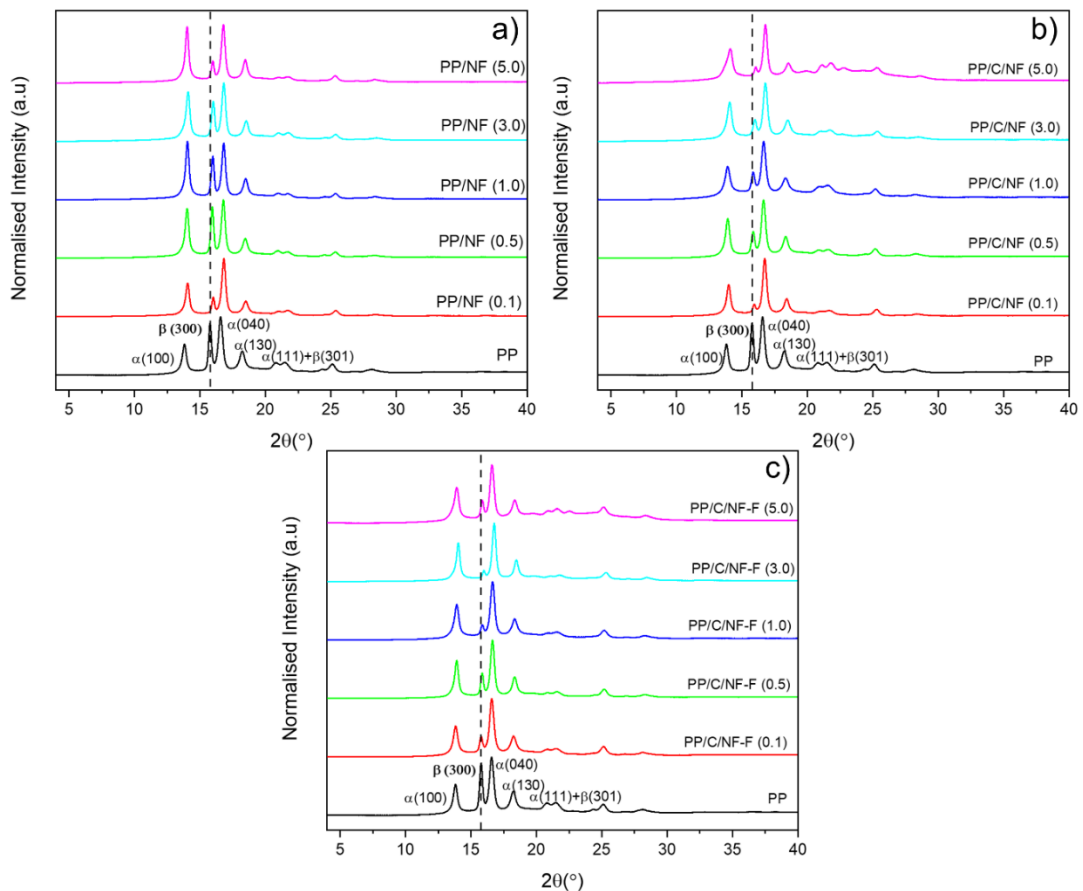 a)
Normalised Intensity (a.u)
PP/NF (5.0)
PP/NF (3.0)
PP/NF (1.0)
PP/NF (0.5)
PP/NF (0.1)
β (300)
α(040)
α(130)
α(100)
α(111)+β(301)
PP
5 10 15 20 25 30 35 40
2θ(°)
b)
Normalised Intensity (a.u)
PP/C/NF (5.0)
PP/C/NF (3.0)
PP/C/NF (1.0)
PP/C/NF (0.5)
PP/C/NF (0.1)
β (300)
α(040)
α(130)
α(100)
α(111)+β(301)
PP
5 10 15 20 25 30 35 40
2θ(°)
c)
Normalised Intensity (a.u)
PP/C/NF-F (5.0)
PP/C/NF-F (3.0)
PP/C/NF-F (1.0)
PP/C/NF-F (0.5)
PP/C/NF-F (0.1)
β (300)
α(040)
α(130)
α(100)
α(111)+β(301)
PP
5 10 15 20 25 30 35 40
2θ(°)